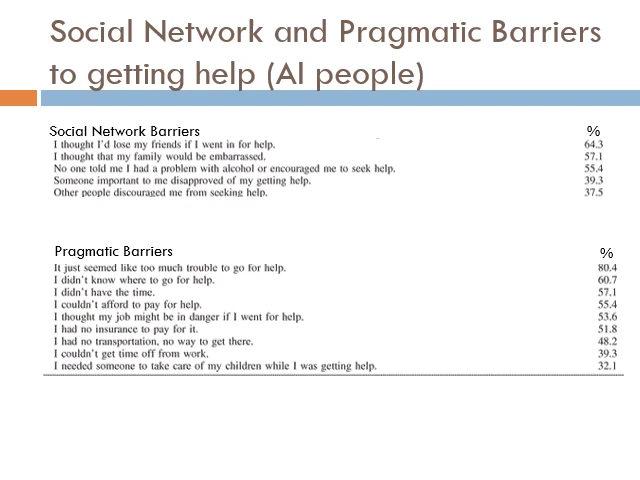 Social Network and Pragmatic Barriers
to getting help (AI people)
Social Network Barriers %
I thought I'd lose my friends if I went in for help. 64.3
I thought that my family would be embarrassed. 57.1
No one told me I had a problem with alcohol or encouraged me to seek help. 55.4
Someone important to me disapproved of my getting help. 39.3
Other people discouraged me from seeking help. 37.5
Pragmatic Barriers %
It just seemed like too much trouble to go for help. 80.4
I didn't know where to go for help. 60.7
I didn't have the time. 57.1
I couldn't afford to pay for help. 55.4
I thought my job might be in danger if I went for help. 53.6
I had no insurance to pay for it. 51.8
I had no transportation, no way to get there. 48.2
I couldn't get time off from work. 39.3
I needed someone to take care of my children while I was getting help. 32.1